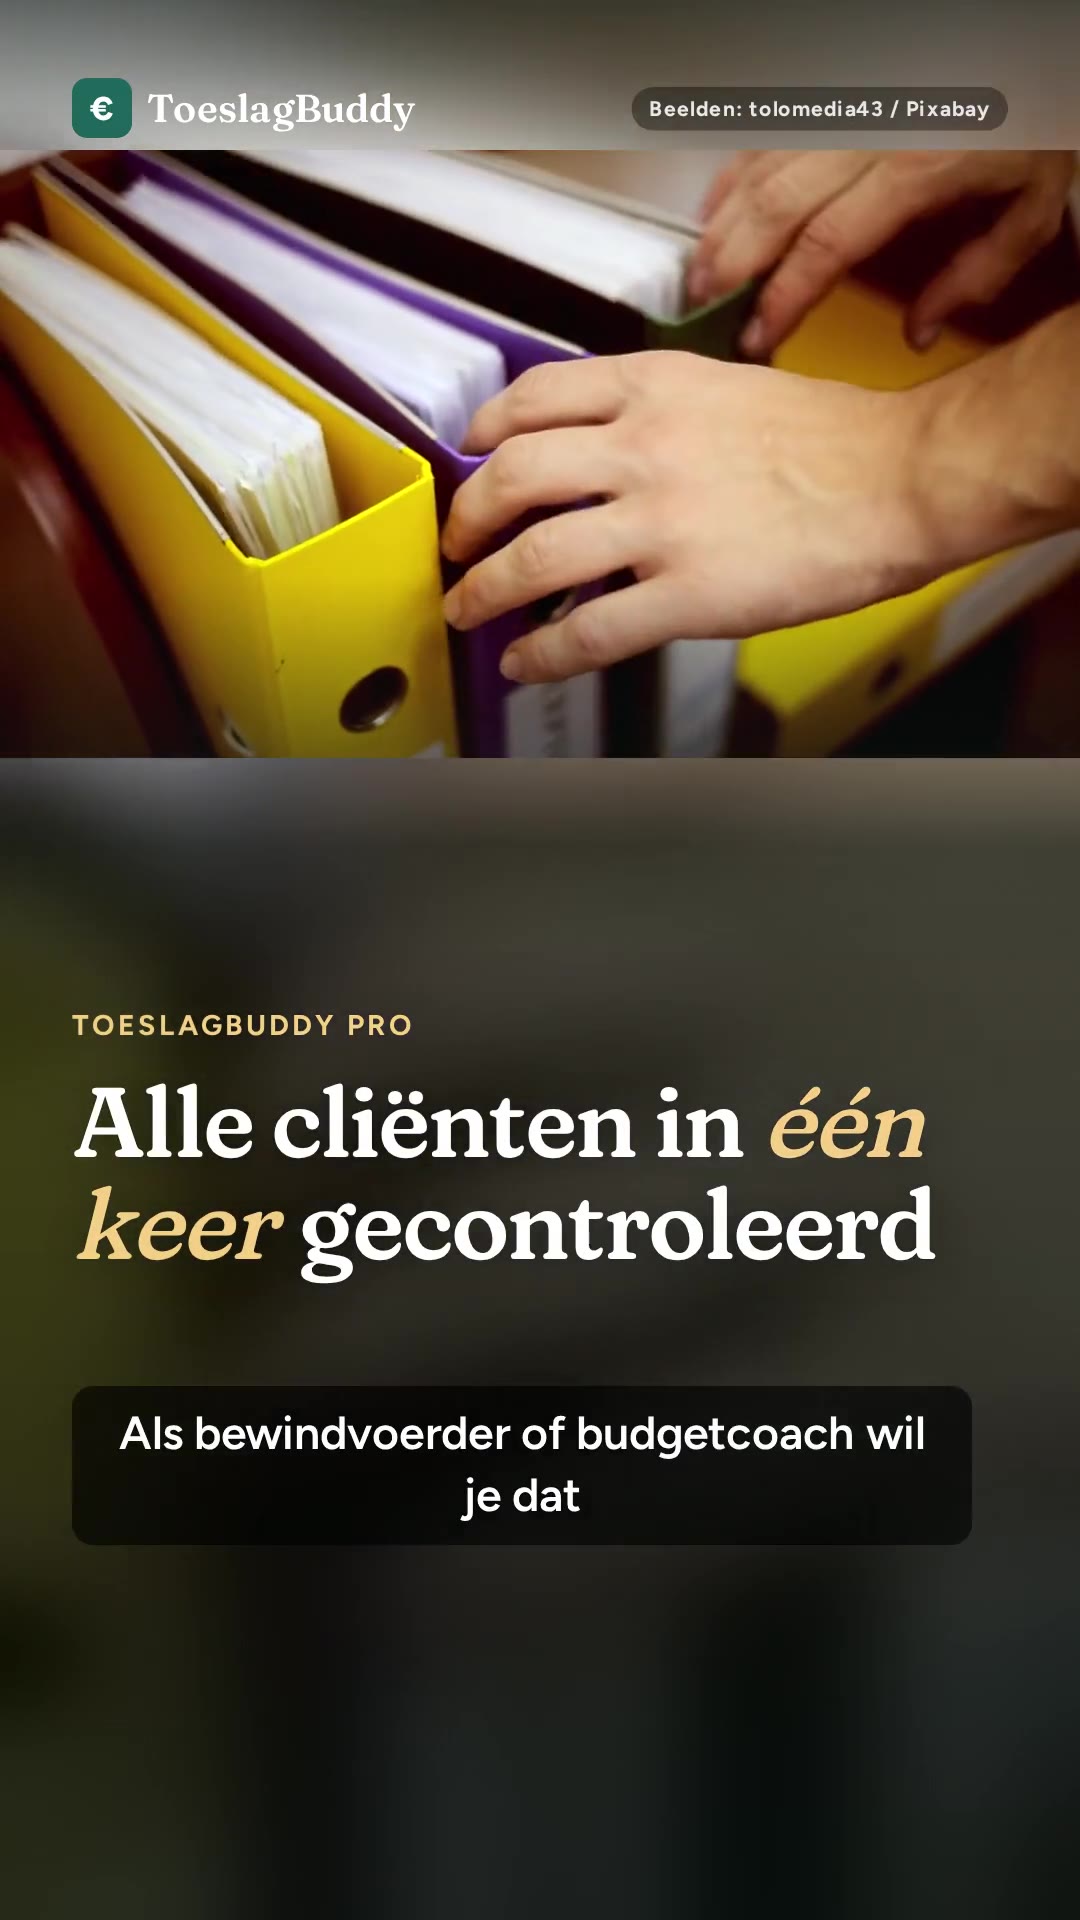 € ToeslagBuddy
Beelden: tolomedia43 / Pixabay
TOESLAGBUDDY PRO
Alle cliënten in één
keer gecontroleerd
Als bewindvoerder of budgetcoach wil
je dat